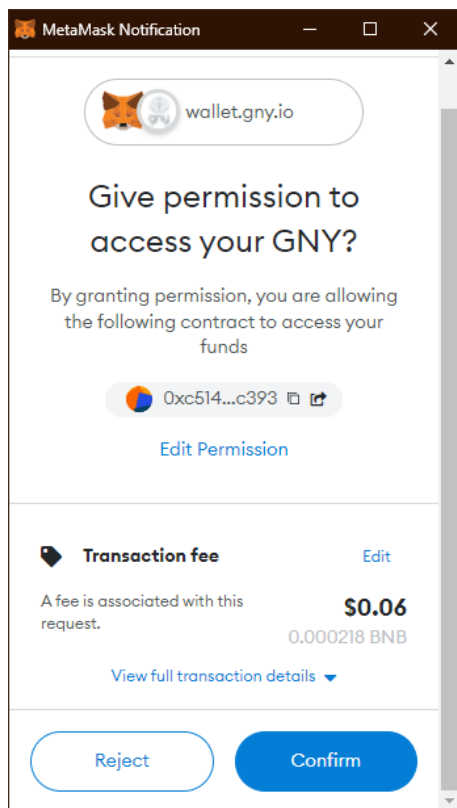 MetaMask Notification
wallet.gny.io
Give permission to
access your GNY?
By granting permission, you are allowing
the following contract to access your
funds
0xc514...c393
Edit Permission
Transaction fee
Edit
A fee is associated with this
request.
$0.06
0.000218 BNB
View full transaction details
Reject
Confirm